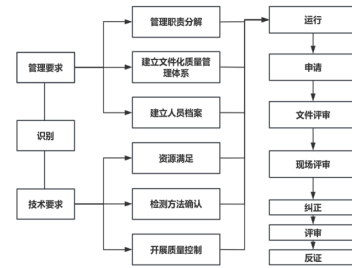 管理要求
识别
技术要求
管理职责分解
建立文件化质量管
理体系
建立人员档案
资源满足
检测方法确认
开展质量控制
运行
申请
文件评审
现场评审
纠正
评审
反证